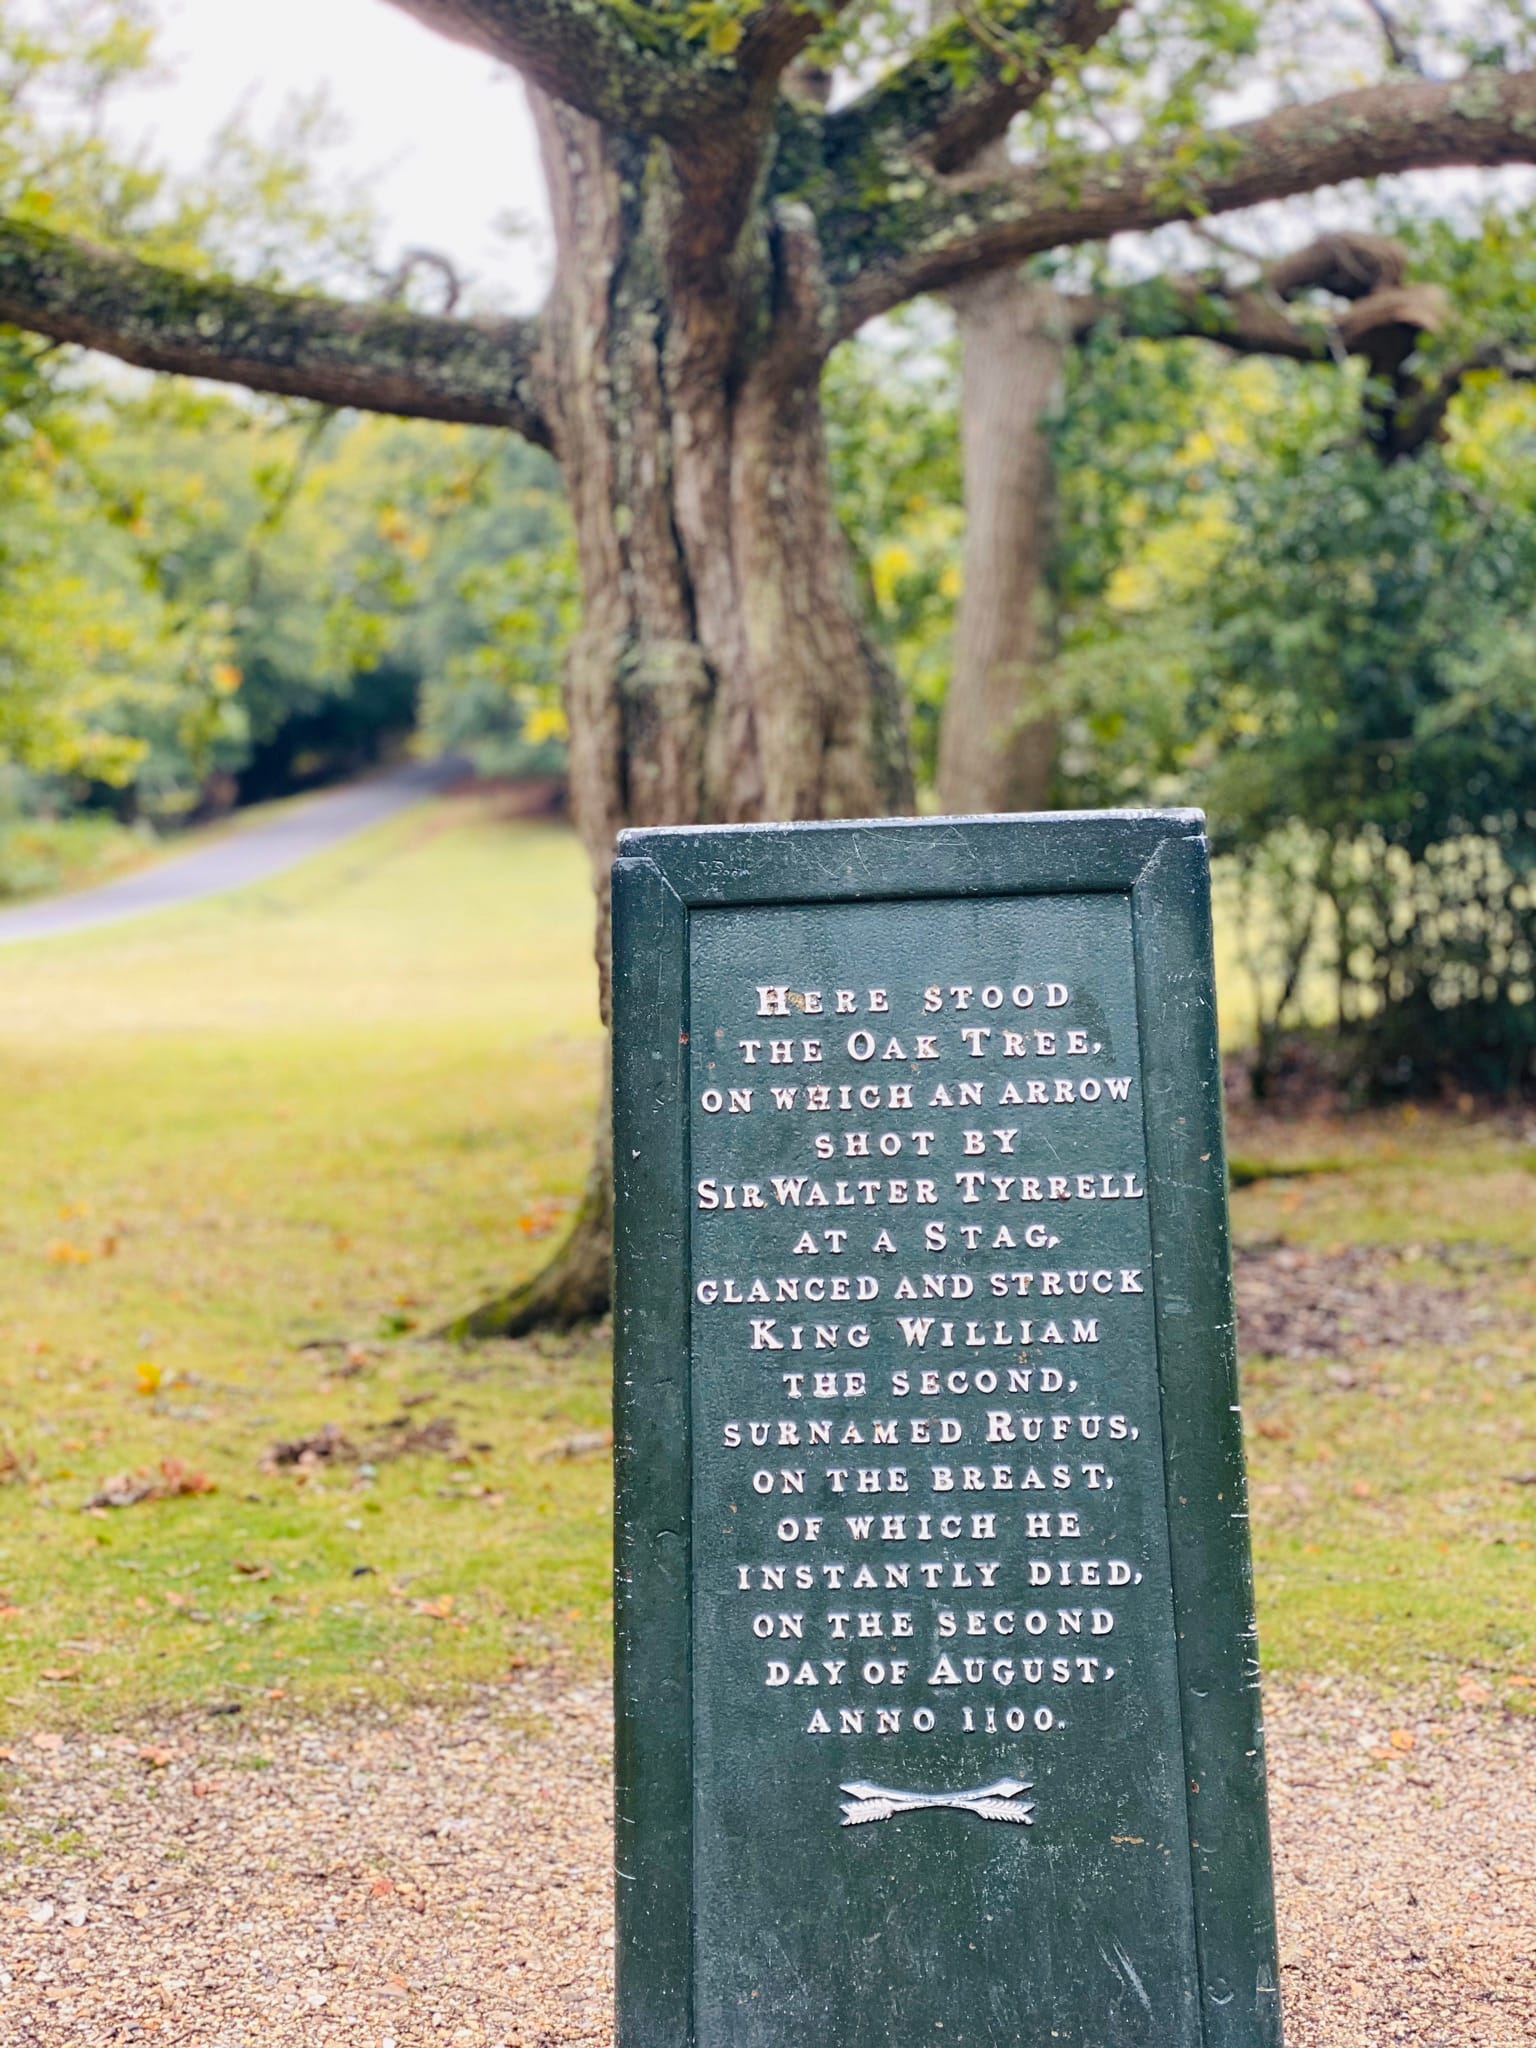 HERE STOOD
THE OAK TREE,
ON WHICH AN ARROW
SHOT BY
SIR WALTER TYRRELL
AT A STAG,
GLANCED AND STRUCK
KING WILLIAM
THE SECOND,
SURNAMED RUFUS,
ON THE BREAST,
OF WHICH HE
INSTANTLY DIED,
ON THE SECOND
DAY OF AUGUST,
ANNO 1100.